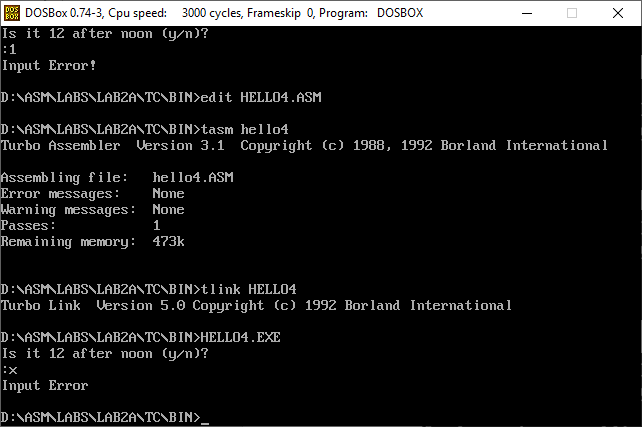 DOS
BOX
DOSBox 0.74-3, Cpu speed:    3000 cycles, Frameskip  0, Program:   DOSBOX
Is it 12 after noon (y/n)?
:1
Input Error!
D:\ASM\LABS\LAB2A\TC\BIN>edit HELLO4.ASM
D:\ASM\LABS\LAB2A\TC\BIN>tasm hello4
Turbo Assembler  Version 3.1  Copyright (c) 1988, 1992 Borland International
Assembling file:   hello4.ASM
Error messages:    None
Warning messages:  None
Passes:            1
Remaining memory:  473k
D:\ASM\LABS\LAB2A\TC\BIN>tlink HELLO4
Turbo Link  Version 5.0 Copyright (c) 1992 Borland International
D:\ASM\LABS\LAB2A\TC\BIN>HELLO4.EXE
Is it 12 after noon (y/n)?
:x
Input Error
D:\ASM\LABS\LAB2A\TC\BIN>_